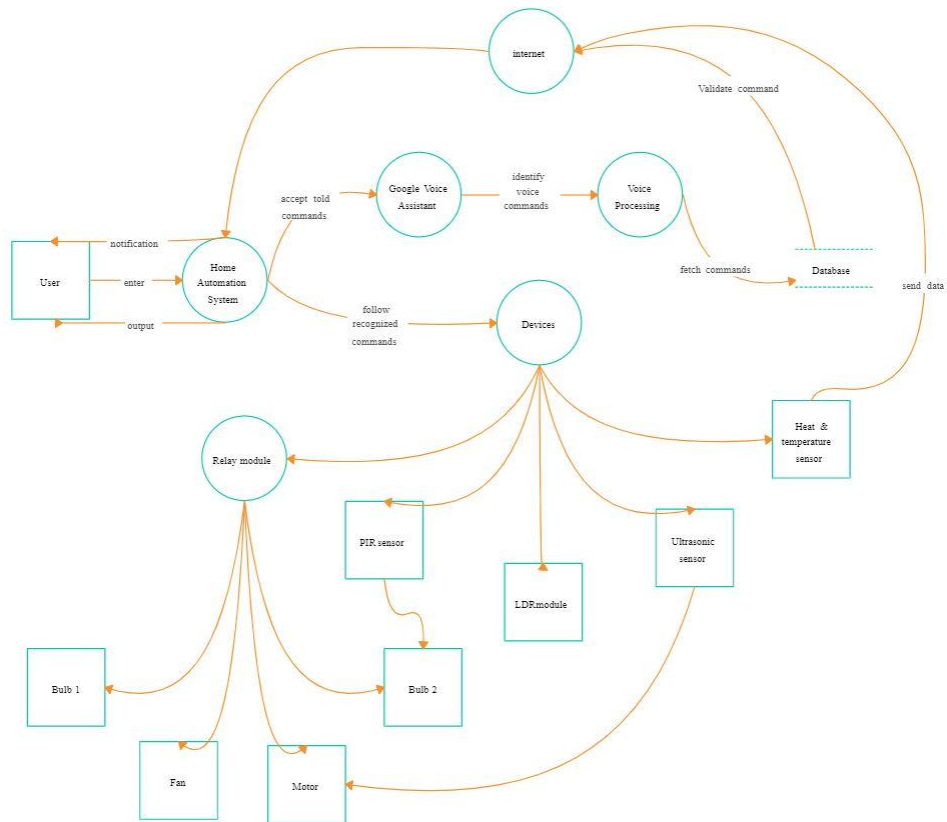 internet
Validate command
Google Voice
Assistant
identify
voice
commands
Voice
Processing
accept told
commands
notification
User
enter
Home
Automation
System
output
fetch commands
Database
send data
follow
recognized
commands
Devices
Heat &
temperature
sensor
Relay module
PIR sensor
Ultrasonic
sensor
LDRmodule
Bulb 1
Bulb 2
Fan
Motor